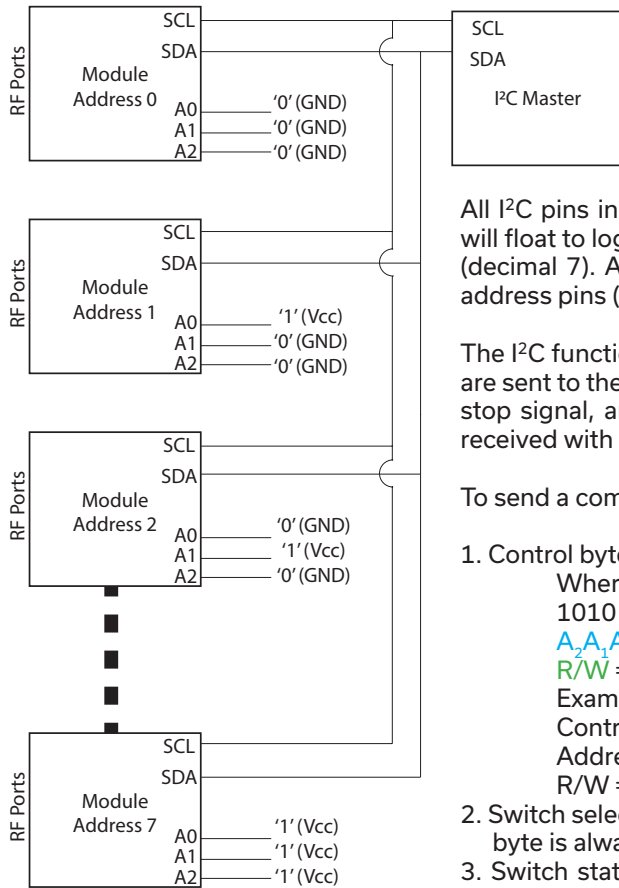 SCL
SDA
RF Ports
Module
Address 0
A0
A1
A2
'0' (GND)
'0' (GND)
'0' (GND)
SCL
SDA
I²C Master
SCL
SDA
RF Ports
Module
Address 1
A0
A1
A2
'1' (Vcc)
'0' (GND)
'0' (GND)
SCL
SDA
RF Ports
Module
Address 2
A0
A1
A2
'0' (GND)
'1' (Vcc)
'0' (GND)
SCL
SDA
RF Ports
Module
Address 7
A0
A1
A2
'1' (Vcc)
'1' (Vcc)
'1' (Vcc)
All I²C pins in
will float to log
(decimal 7). A
address pins (
The I²C functi
are sent to the
stop signal, a
received with
To send a com
1. Control byt
Wher
1010
A₂A₁A
R/W =
Exam
Contr
Addre
R/W =
2. Switch sele
byte is alwa
3. Switch stat